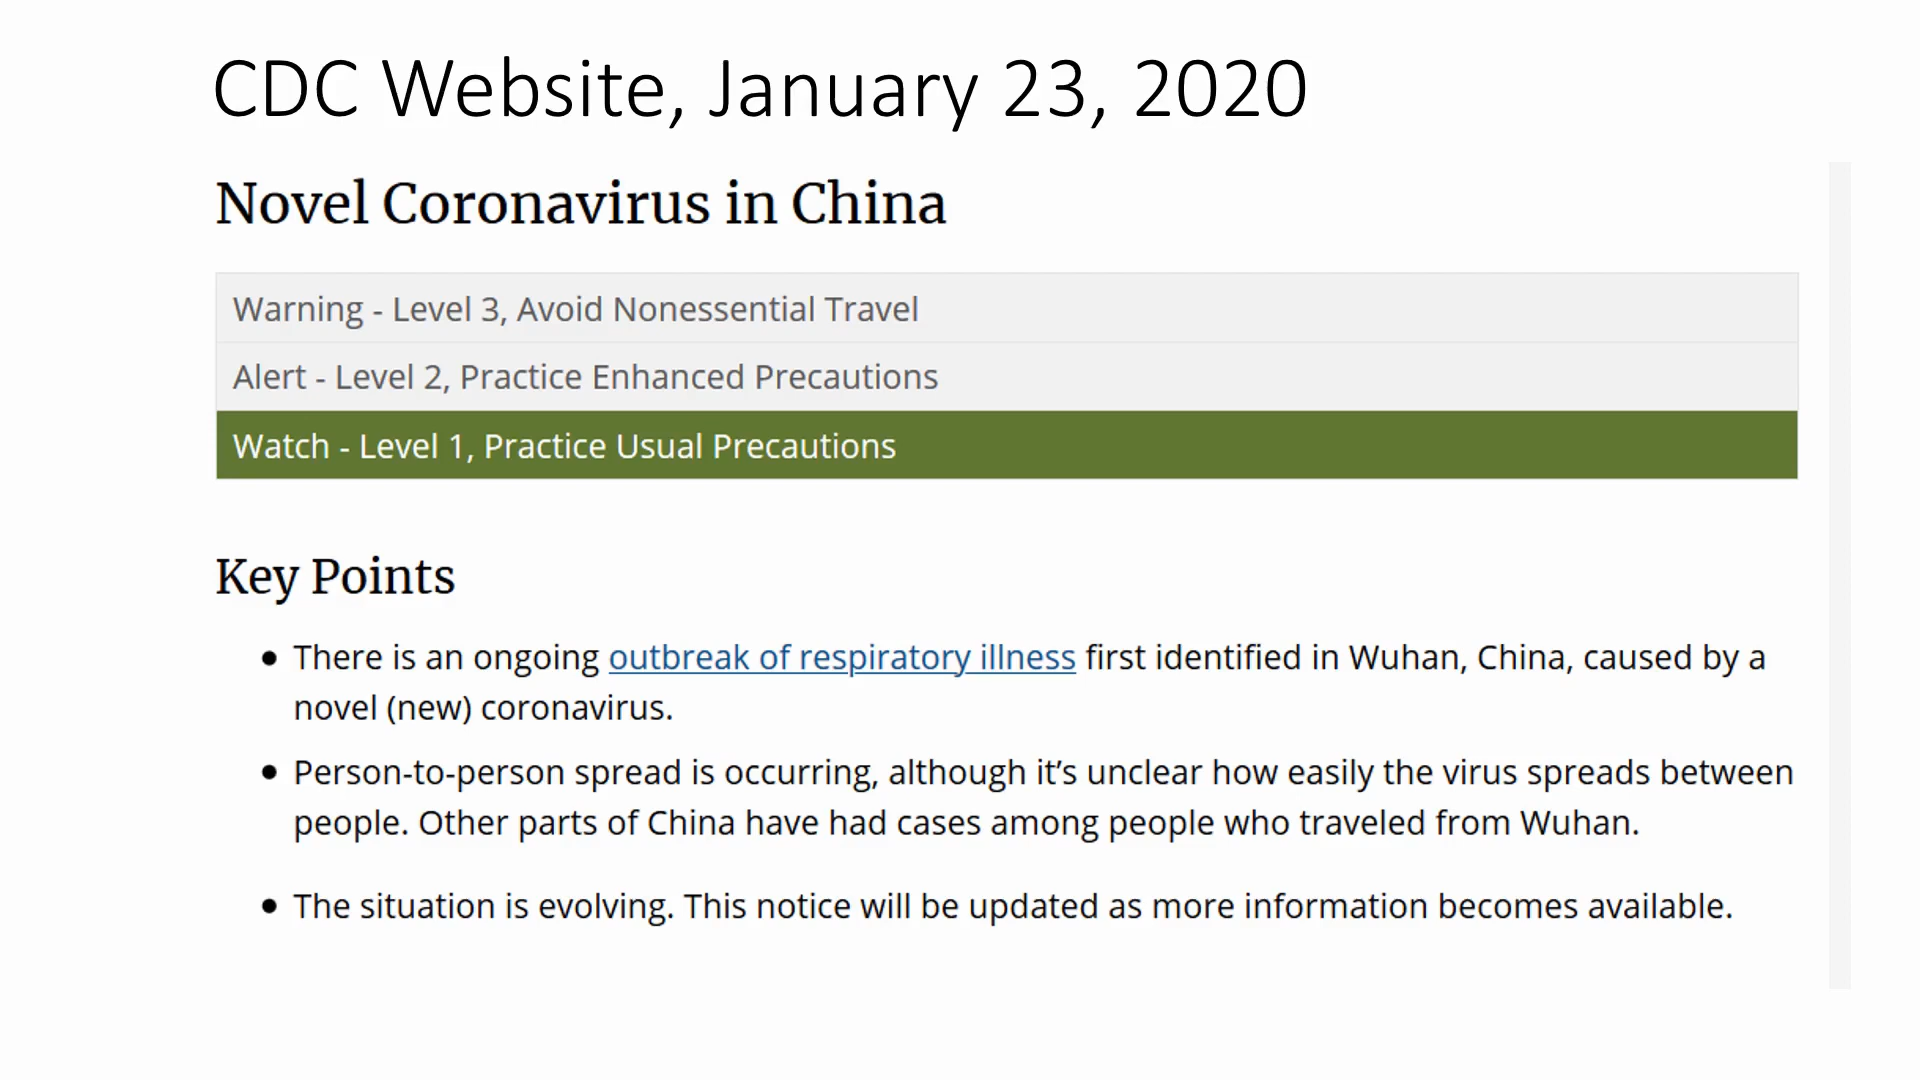 CDC Website, January 23, 2020
Novel Coronavirus in China
Warning - Level 3, Avoid Nonessential Travel
Alert - Level 2, Practice Enhanced Precautions
Watch - Level 1, Practice Usual Precautions
Key Points
• There is an ongoing outbreak of respiratory illness first identified in Wuhan, China, caused by a
novel (new) coronavirus.
• Person-to-person spread is occurring, although it’s unclear how easily the virus spreads between
people. Other parts of China have had cases among people who traveled from Wuhan.
• The situation is evolving. This notice will be updated as more information becomes available.